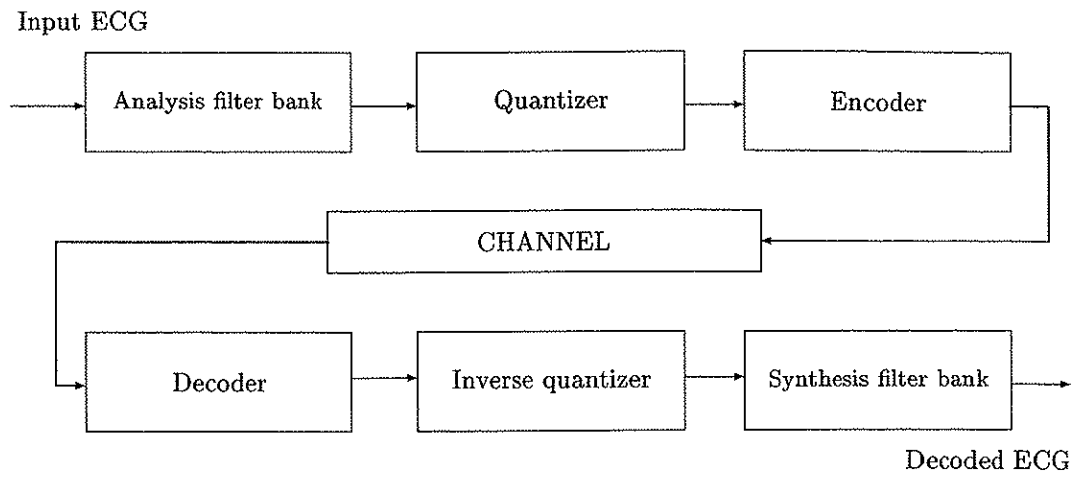 Input ECG
Analysis filter bank
Quantizer
Encoder
CHANNEL
Decoder
Inverse quantizer
Synthesis filter bank
Decoded ECG